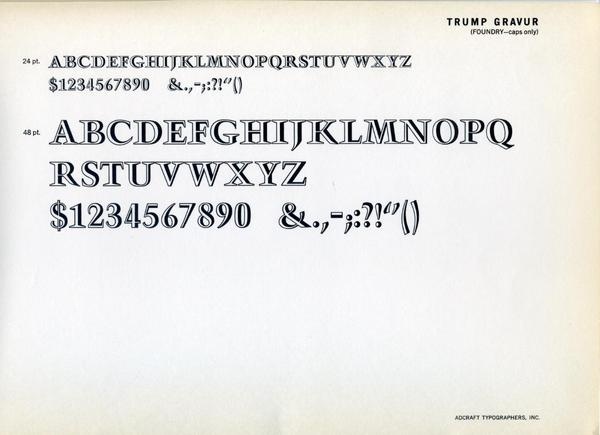 TRUMP GRAVUR
(FOUNDRY—caps only)
24 pt. ABCDEFGHIJKLMNOPQRSTUVWXYZ
$1234567890 &.,-;:?!‘’()
48 pt. ABCDEFGHIJKLMNOPQ
RSTUVWXYZ
$1234567890 &.,-;:?!‘’()
ADCRAFT TYPOGRAPHERS, INC.